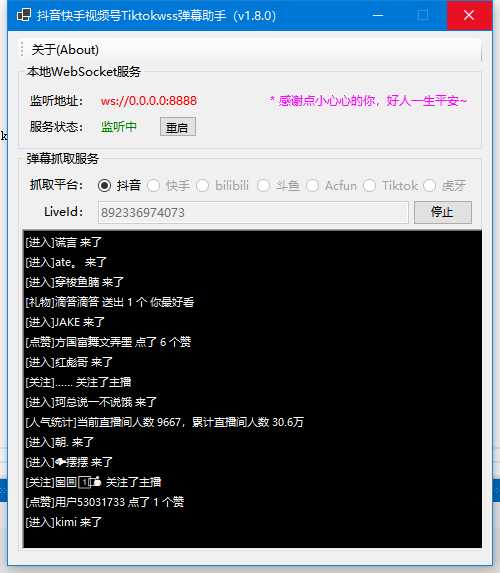 抖音快手视频号Tiktokwss弹幕助手（v1.8.0）
关于(About)
本地WebSocket服务
监听地址： ws://0.0.0.0:8888 * 感谢点小心心的你，好人一生平安~
服务状态： 监听中 重启
弹幕抓取服务
抓取平台： 抖音 快手 bilibili 斗鱼 Acfun Tiktok 虎牙
LiveId： 892336974073 停止
[进入]谎言 来了
[进入]ate。 来了
[进入]穿梭鱼腩 来了
[礼物]滴答滴答 送出 1 个 你最好看
[进入]JAKE 来了
[点赞]方国富舞文弄墨 点了 6 个赞
[进入]红彪哥 来了
[关注]…… 关注了主播
[进入]珂总说一不说饿 来了
[人气统计]当前直播间人数 9667，累计直播间人数 30.6万
[进入]朝. 来了
[进入]摆摆 来了
[关注] 关注了主播
[点赞]用户53031733 点了 1 个赞
[进入]kimi 来了